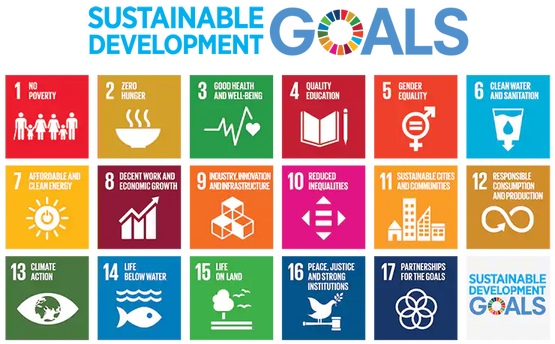 SUSTAINABLE
DEVELOPMENT
GOALS
1 NO
POVERTY
2 ZERO
HUNGER
3 GOOD HEALTH
AND WELL-BEING
4 QUALITY
EDUCATION
5 GENDER
EQUALITY
6 CLEAN WATER
AND SANITATION
7 AFFORDABLE AND
CLEAN ENERGY
8 DECENT WORK AND
ECONOMIC GROWTH
9 INDUSTRY, INNOVATION
AND INFRASTRUCTURE
10 REDUCED
INEQUALITIES
11 SUSTAINABLE CITIES
AND COMMUNITIES
12 RESPONSIBLE
CONSUMPTION
AND PRODUCTION
13 CLIMATE
ACTION
14 LIFE
BELOW WATER
15 LIFE
ON LAND
16 PEACE, JUSTICE
AND STRONG
INSTITUTIONS
17 PARTNERSHIPS
FOR THE GOALS
SUSTAINABLE
DEVELOPMENT
GOALS